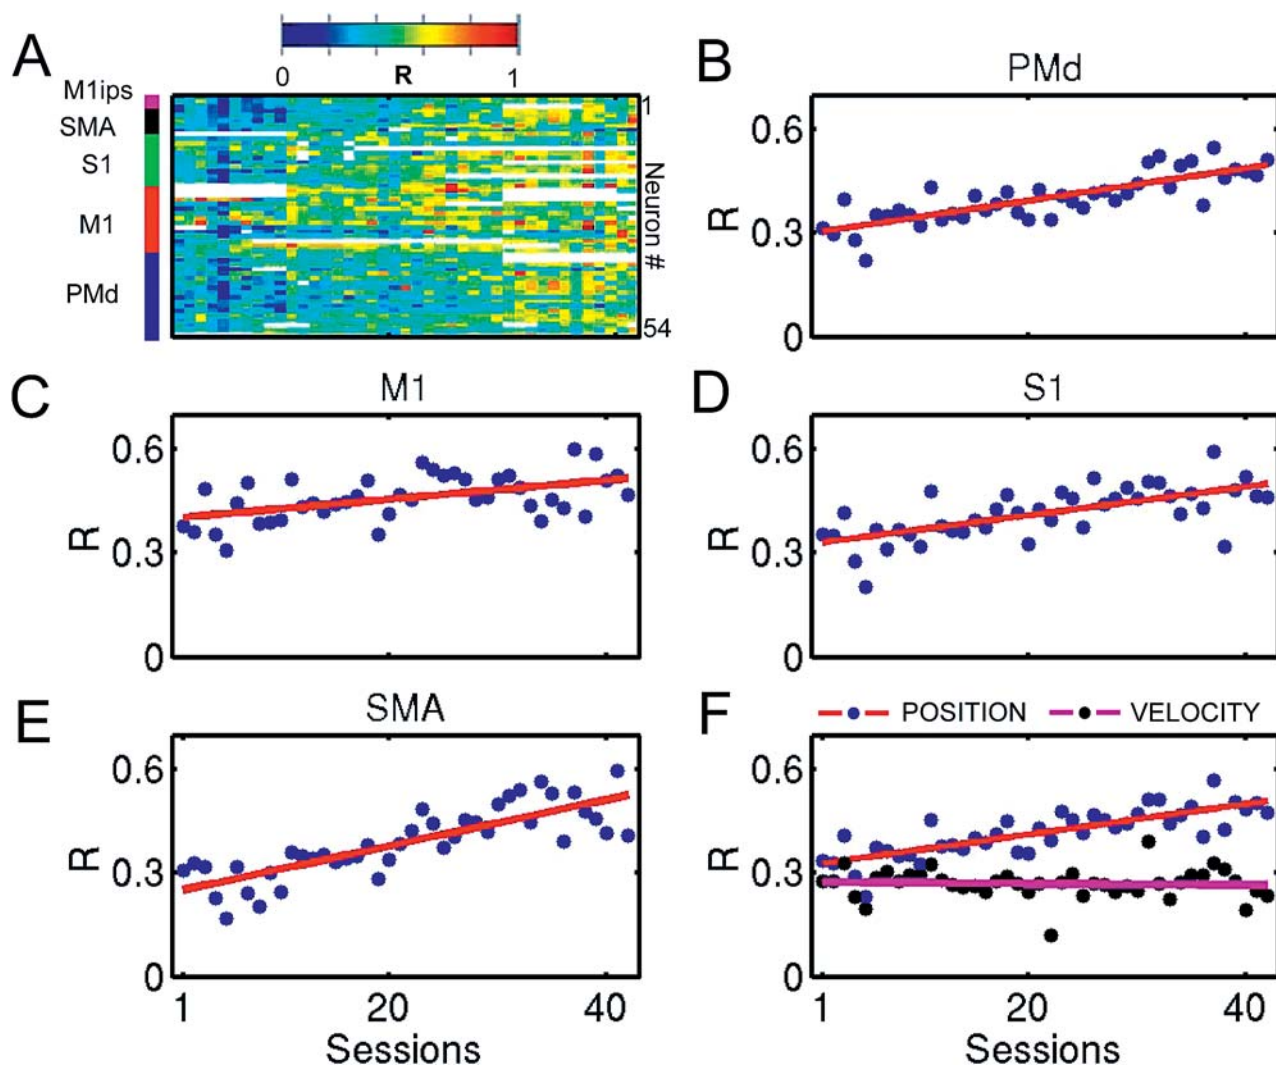 A
0 R 1
M1ips
SMA
S1
M1
PMd
1
Neuron #
54
B
PMd
0.6
0.3
0
R
C
M1
0.6
0.3
0
R
D
S1
0.6
0.3
0
R
E
SMA
0.6
0.3
0
R
1 20 40
Sessions
F
POSITION VELOCITY
0.6
0.3
0
R
1 20 40
Sessions